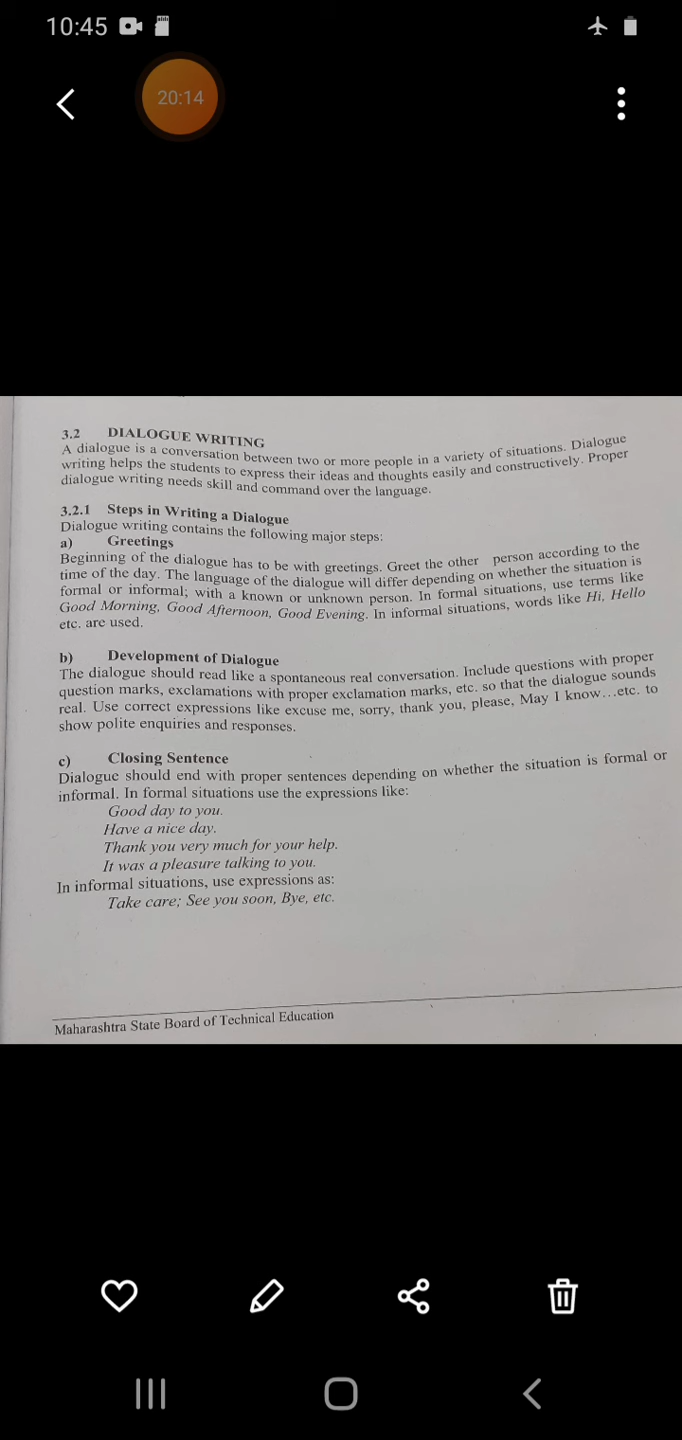 10:45
20:14
3.2 DIALOGUE WRITING
A dialogue is a conversation between two or more people in a variety of situations. Dialogue
writing helps the students to express their ideas and thoughts easily and constructively. Proper
dialogue writing needs skill and command over the language.
3.2.1 Steps in Writing a Dialogue
Dialogue writing contains the following major steps:
a) Greetings
Beginning of the dialogue has to be with greetings. Greet the other person according to the
time of the day. The language of the dialogue will differ depending on whether the situation is
formal or informal; with a known or unknown person. In formal situations, use terms like
Good Morning, Good Afternoon, Good Evening. In informal situations, words like Hi, Hello
etc. are used.
b) Development of Dialogue
The dialogue should read like a spontaneous real conversation. Include questions with proper
question marks, exclamations with proper exclamation marks, etc. so that the dialogue sounds
real. Use correct expressions like excuse me, sorry, thank you, please, May I know...etc. to
show polite enquiries and responses.
c) Closing Sentence
Dialogue should end with proper sentences depending on whether the situation is formal or
informal. In formal situations use the expressions like:
Good day to you.
Have a nice day.
Thank you very much for your help.
It was a pleasure talking to you.
In informal situations, use expressions as:
Take care; See you soon, Bye, etc.
Maharashtra State Board of Technical Education